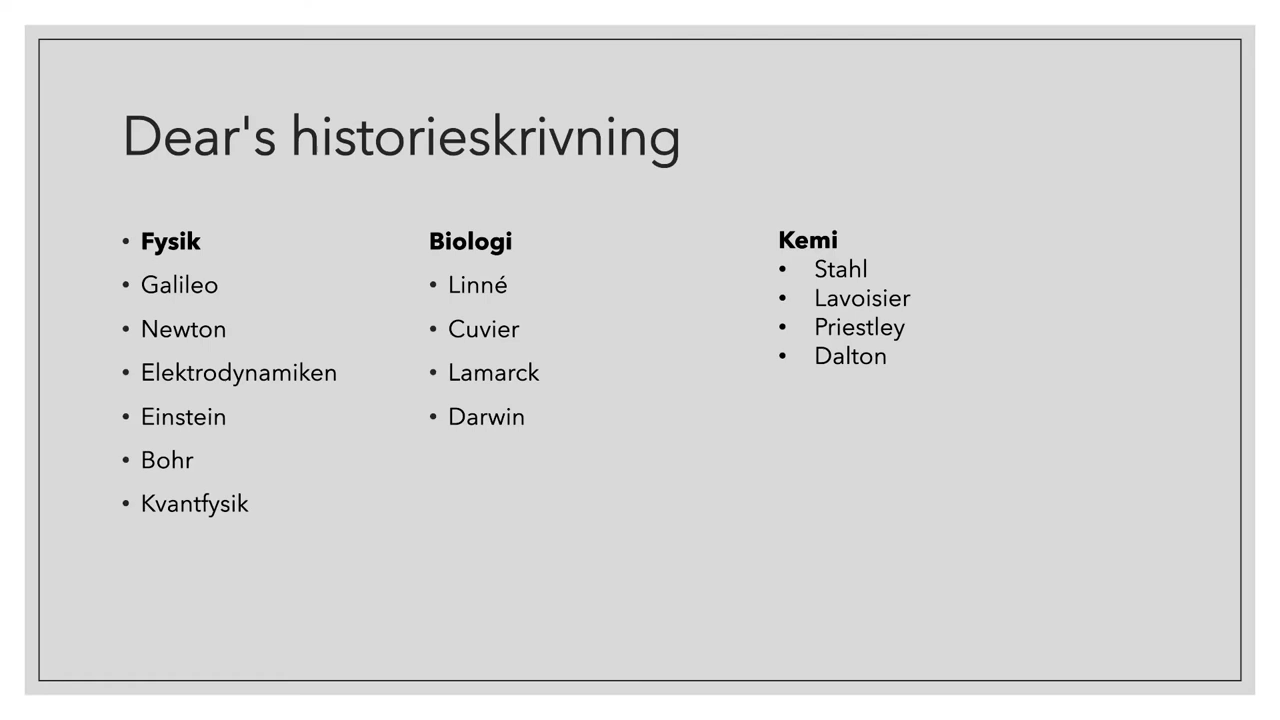 Dear's historieskrivning
• Fysik
• Galileo
• Newton
• Elektrodynamiken
• Einstein
• Bohr
• Kvantfysik
Biologi
• Linné
• Cuvier
• Lamarck
• Darwin
Kemi
• Stahl
• Lavoisier
• Priestley
• Dalton